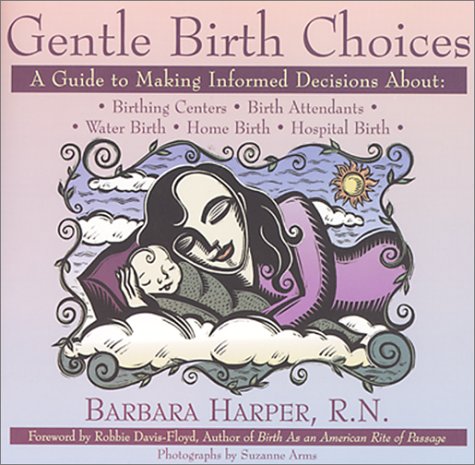 Gentle Birth Choices
A Guide to Making Informed Decisions About:
• Birthing Centers • Birth Attendants •
• Water Birth • Home Birth • Hospital Birth •
BARBARA HARPER, R.N.
Foreword by Robbie Davis-Floyd, Author of Birth As an American Rite of Passage
Photographs by Suzanne Arms